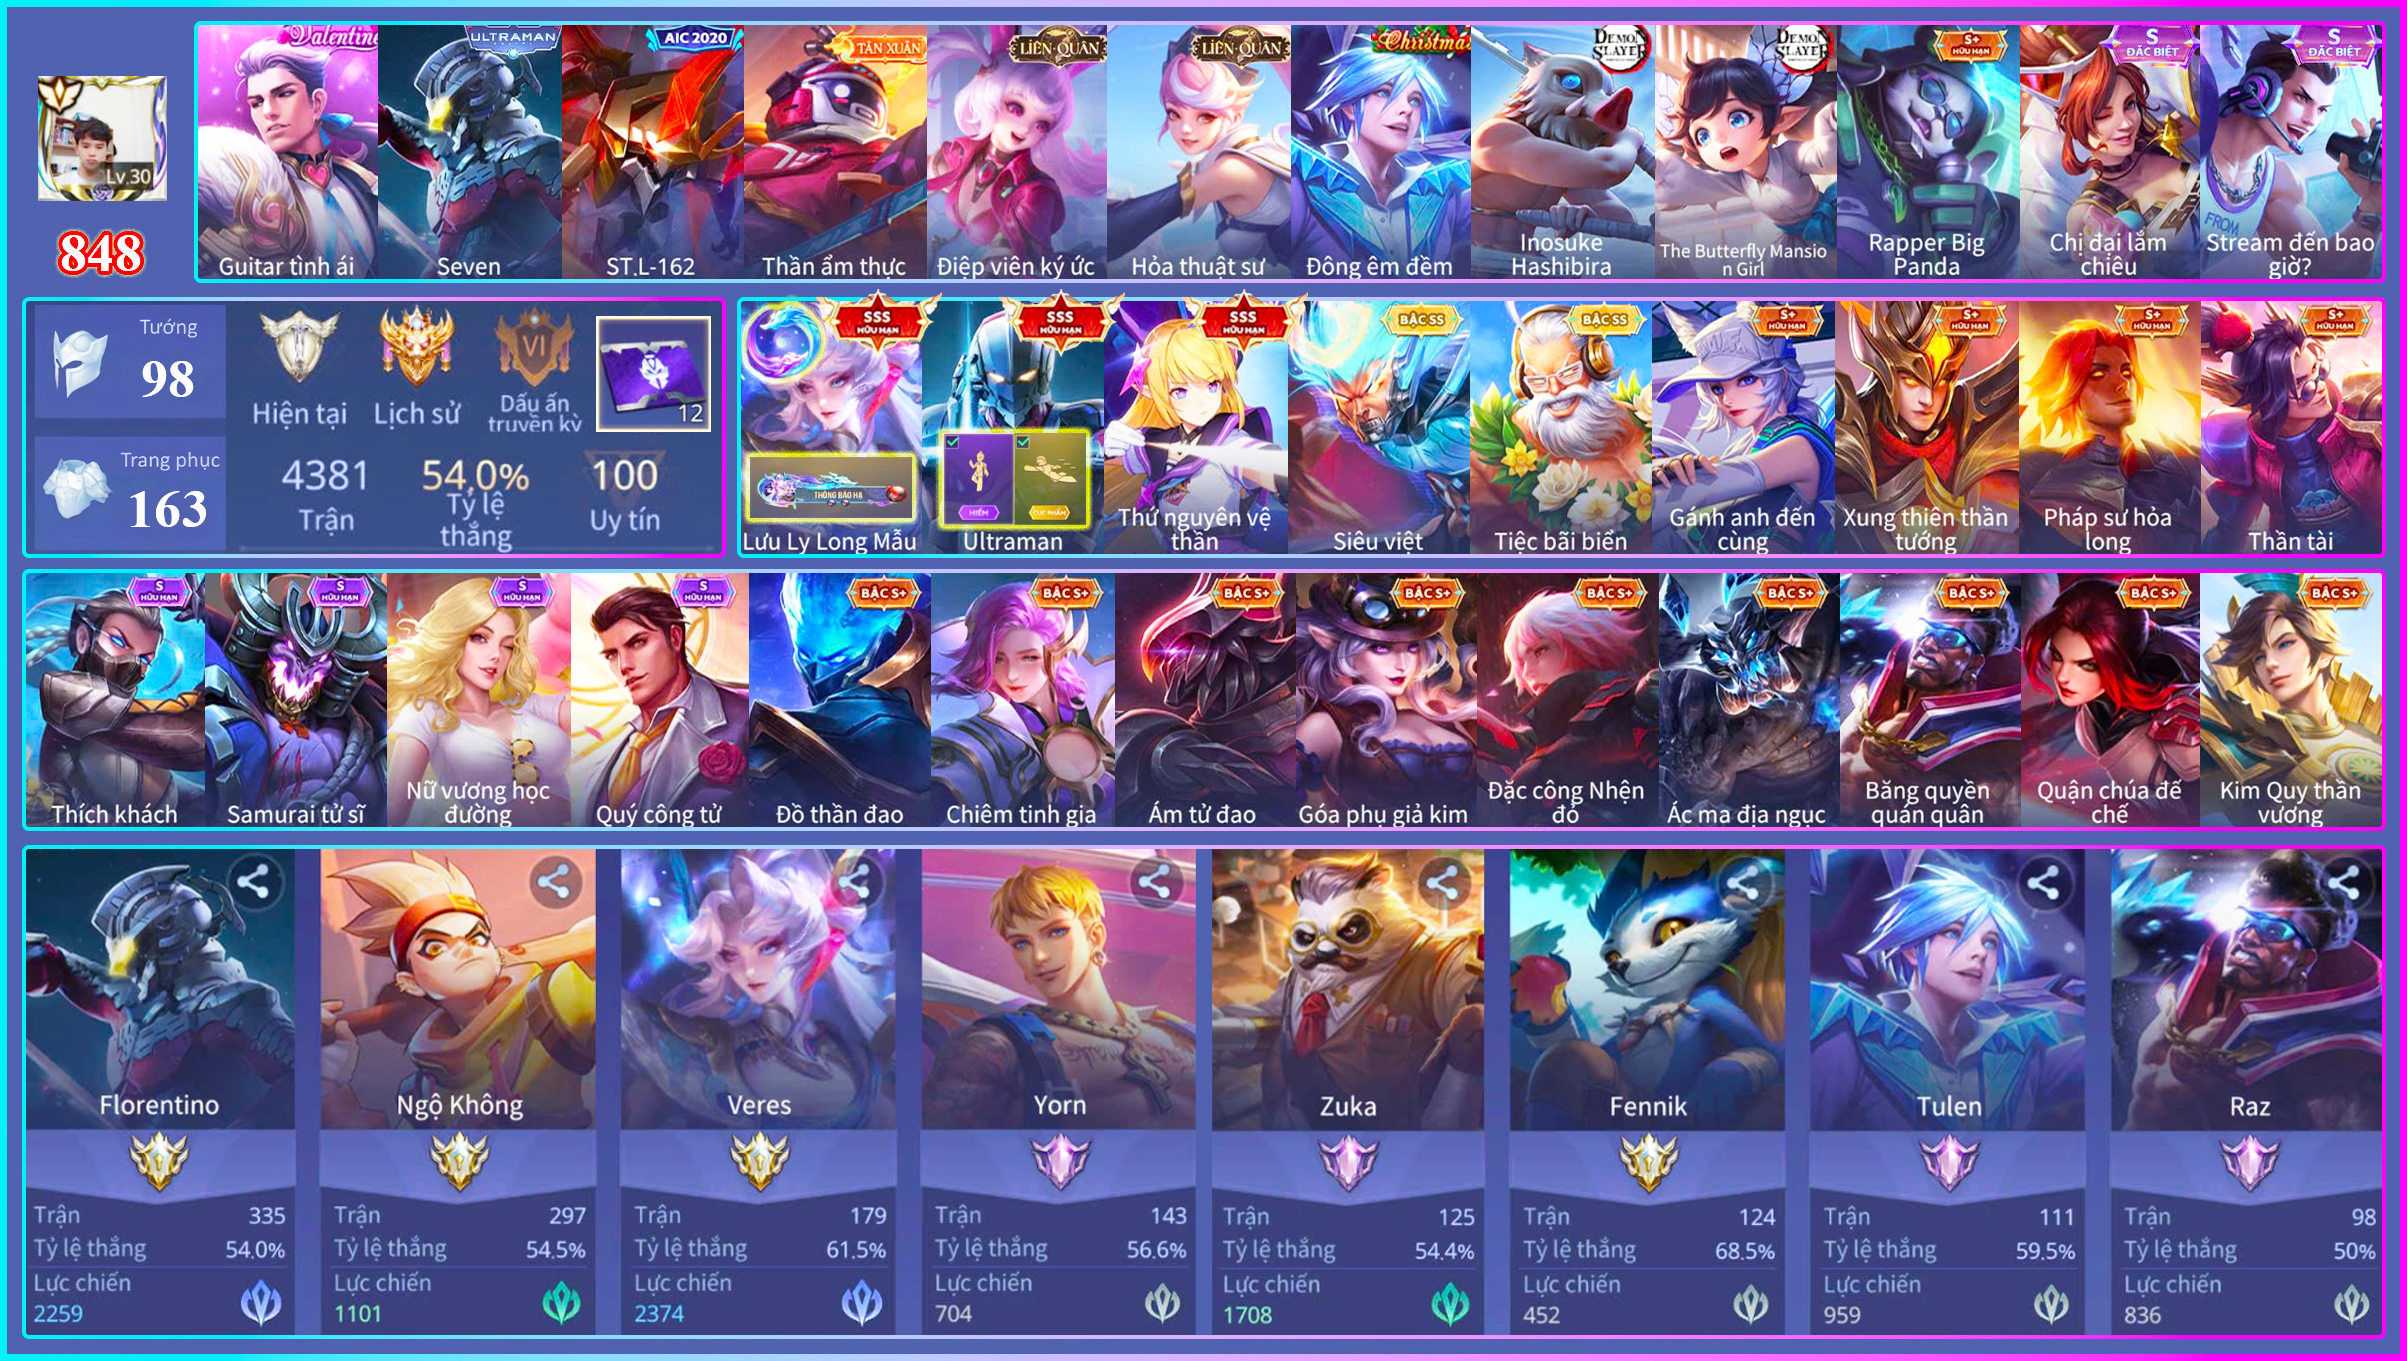 Lv.30
848
Valentine
Guitar tình ái
ULTRAMAN
Seven
AIC 2020
ST.L-162
TÂN XUÂN
Thần ẩm thực
LIÊN QUÂN
Điệp viên ký ức
LIÊN QUÂN
Hỏa thuật sư
Christmas
Đông êm đềm
DEMON SLAYER
Inosuke
Hashibira
DEMON SLAYER
The Butterfly Mansio
n Girl
S+
HỮU HẠN
Rapper Big
Panda
S
ĐẶC BIỆT
Chị đại lắm
chiêu
S
ĐẶC BIỆT
FROM
Stream đến bao
giờ?
Tướng
98
Trang phục
163
Hiện tại
Lịch sử
VI
Dấu ấn
truyền kỳ
12
4381
Trận
54,0%
Tỷ lệ
thắng
100
Uy tín
SSS
HỮU HẠN
THÔNG BÁO HẠ
Lưu Ly Long Mẫu
SSS
HỮU HẠN
HIẾM
CỰC PHẨM
Ultraman
SSS
HỮU HẠN
Thứ nguyên vệ
thần
BẬC SS
Siêu việt
BẬC SS
Tiệc bãi biển
S+
HỮU HẠN
Gánh anh đến
cùng
S+
HỮU HẠN
Xung thiên thần
tướng
S+
HỮU HẠN
Pháp sư hỏa
long
S+
HỮU HẠN
Thần tài
S
HỮU HẠN
Thích khách
S
HỮU HẠN
Samurai tử sĩ
S
HỮU HẠN
Nữ vương học
đường
S
HỮU HẠN
Quý công tử
BẬC S+
Đồ thần đao
BẬC S+
Chiêm tinh gia
BẬC S+
Ám tử đao
BẬC S+
Góa phụ giả kim
BẬC S+
Đặc công Nhện
đỏ
BẬC S+
Ác ma địa ngục
BẬC S+
Băng quyền
quán quân
BẬC S+
Quận chúa đế
chế
BẬC S+
Kim Quy thần
vương
Florentino
Trận 335
Tỷ lệ thắng 54.0%
Lực chiến
2259
Ngộ Không
Trận 297
Tỷ lệ thắng 54.5%
Lực chiến
1101
Veres
Trận 179
Tỷ lệ thắng 61.5%
Lực chiến
2374
Yorn
Trận 143
Tỷ lệ thắng 56.6%
Lực chiến
704
Zuka
Trận 125
Tỷ lệ thắng 54.4%
Lực chiến
1708
Fennik
Trận 124
Tỷ lệ thắng 68.5%
Lực chiến
452
Tulen
Trận 111
Tỷ lệ thắng 59.5%
Lực chiến
959
Raz
Trận 98
Tỷ lệ thắng 50%
Lực chiến
836